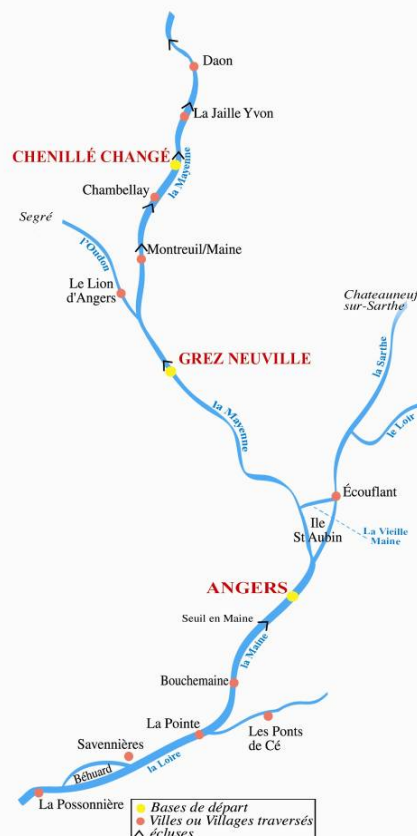 Daon
La Jaille Yvon
CHENILLÉ CHANGÉ
la Mayenne
Chambellay
Segré
l'Oudon
Montreuil/Maine
Le Lion
d'Angers
Chateauneuf
sur-Sarthe
GREZ NEUVILLE
la Sarthe
la Mayenne
le Loir
Écouflant
Ile
St Aubin
La Vieille
Maine
ANGERS
Seuil en Maine
la Maine
Bouchemaine
La Pointe
Les Ponts
de Cé
Savennières
Béhuard
la Loire
La Possonnière
Bases de départ
Villes ou Villages traversés
écluses